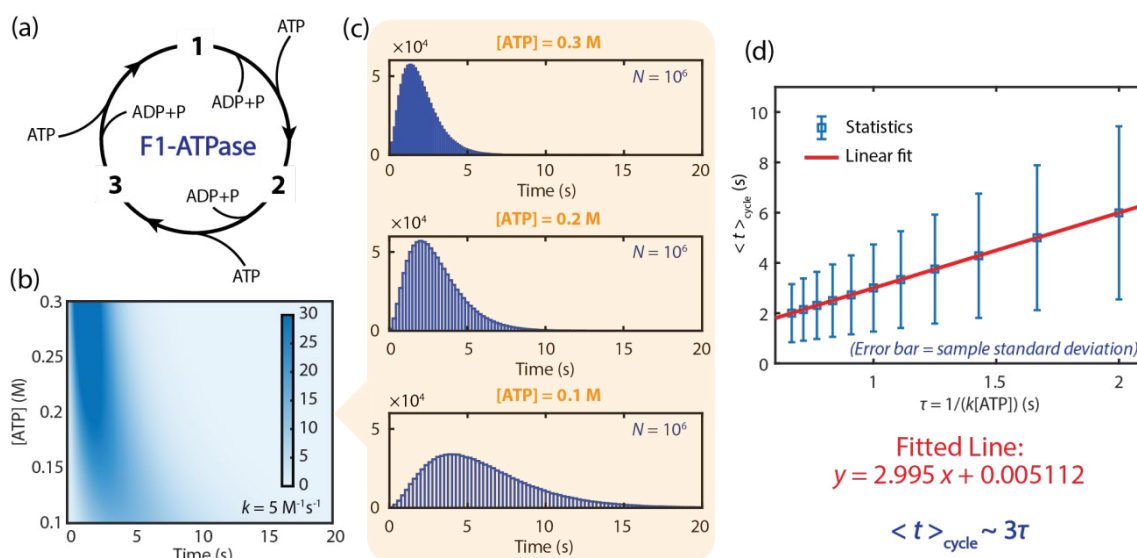 (a)
1
ATP
ADP+P
F1-ATPase
2
ADP+P
ATP
3
ADP+P
ATP
(b)
[ATP] (M)
0.3
0.25
0.2
0.15
0.1
30
25
20
15
10
5
0
k = 5 M⁻¹s⁻¹
0 5 10 15 20
Time (s)
(c)
[ATP] = 0.3 M
×10⁴
5
0
N = 10⁶
0 5 10 15 20
Time (s)
[ATP] = 0.2 M
×10⁴
5
0
N = 10⁶
0 5 10 15 20
Time (s)
[ATP] = 0.1 M
×10⁴
5
0
N = 10⁶
0 5 10 15 20
Time (s)
(d)
< t >cycle (s)
10
8
6
4
2
0
Statistics
Linear fit
(Error bar = sample standard deviation)
1 1.5 2
τ = 1/(k[ATP]) (s)
Fitted Line:
y = 2.995 x + 0.005112
< t >cycle ~ 3τ